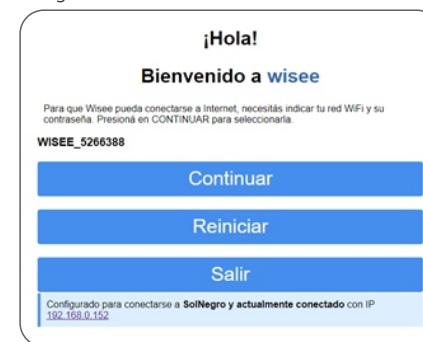 ¡Hola!
Bienvenido a wisee
Para que Wisee pueda conectarse a Internet, necesitás indicar tu red WiFi y su
contraseña. Presioná en CONTINUAR para seleccionarla.
WISEE_5266388
Continuar
Reiniciar
Salir
Configurado para conectarse a SolNegro y actualmente conectado con IP
192.168.0.152